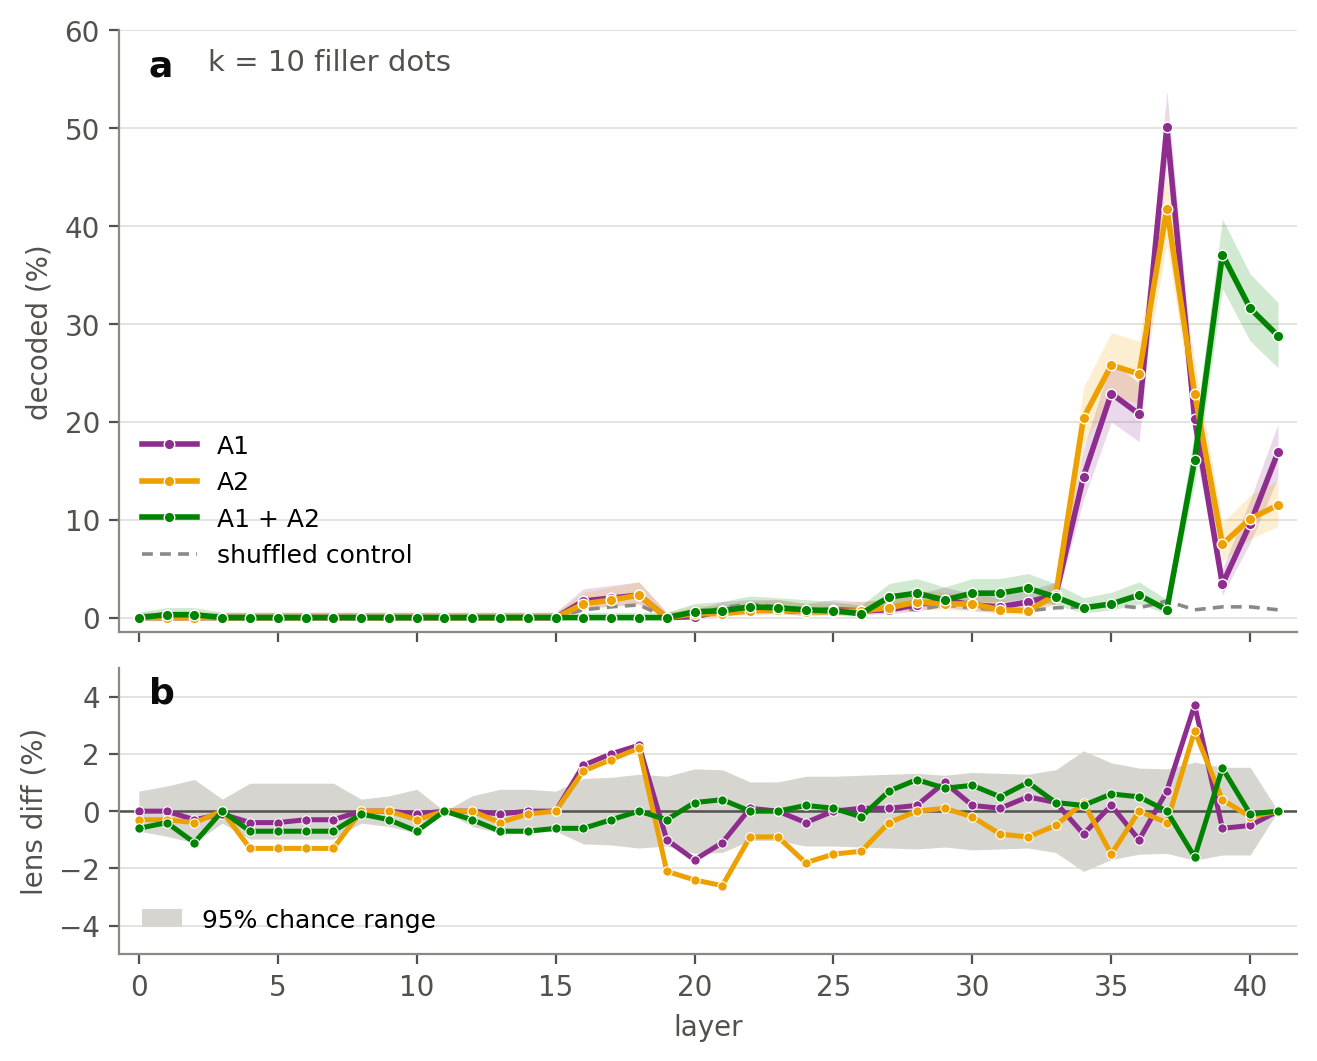 a k = 10 filler dots
60
50
40
30
20
10
0
decoded (%)
A1
A2
A1 + A2
shuffled control
b
4
2
0
−2
−4
lens diff (%)
95% chance range
0 5 10 15 20 25 30 35 40
layer